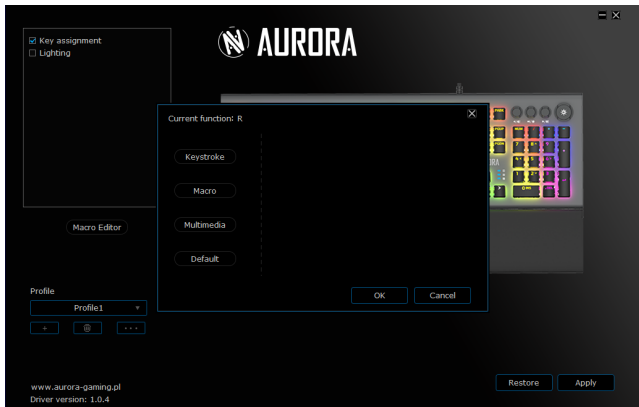 Key assignment
Lighting
AURORA
Current function: R
Keystroke
Macro
Multimedia
Default
OK
Cancel
Macro Editor
Profile
Profile1
+
...
www.aurora-gaming.pl
Driver version: 1.0.4
Restore
Apply